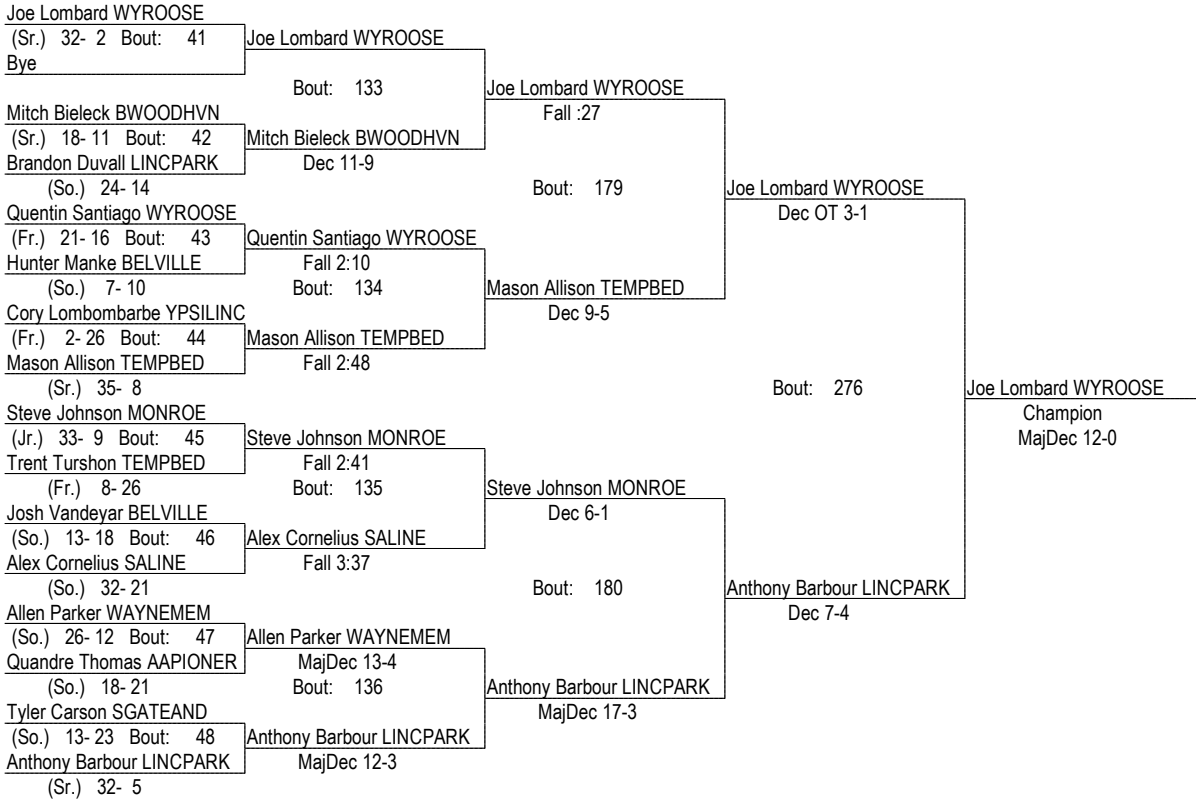 Joe Lombard WYROOSE
(Sr.) 32- 2 Bout: 41
Bye
Mitch Bieleck BWOODHVN
(Sr.) 18- 11 Bout: 42
Brandon Duvall LINCPARK
(So.) 24- 14
Quentin Santiago WYROOSE
(Fr.) 21- 16 Bout: 43
Hunter Manke BELVILLE
(So.) 7- 10
Cory Lombombarbe YPSILINC
(Fr.) 2- 26 Bout: 44
Mason Allison TEMPBED
(Sr.) 35- 8
Steve Johnson MONROE
(Jr.) 33- 9 Bout: 45
Trent Turshon TEMPBED
(Fr.) 8- 26
Josh Vandeyar BELVILLE
(So.) 13- 18 Bout: 46
Alex Cornelius SALINE
(So.) 32- 21
Allen Parker WAYNEMEM
(So.) 26- 12 Bout: 47
Quandre Thomas AAPIONER
(So.) 18- 21
Tyler Carson SGATEAND
(So.) 13- 23 Bout: 48
Anthony Barbour LINCPARK
(Sr.) 32- 5
Joe Lombard WYROOSE
Bout: 133
Mitch Bieleck BWOODHVN
Dec 11-9
Quentin Santiago WYROOSE
Fall 2:10
Bout: 134
Mason Allison TEMPBED
Fall 2:48
Steve Johnson MONROE
Fall 2:41
Bout: 135
Alex Cornelius SALINE
Fall 3:37
Allen Parker WAYNEMEM
MajDec 13-4
Bout: 136
Anthony Barbour LINCPARK
MajDec 12-3
Joe Lombard WYROOSE
Fall :27
Bout: 179
Mason Allison TEMPBED
Dec 9-5
Steve Johnson MONROE
Dec 6-1
Bout: 180
Anthony Barbour LINCPARK
MajDec 17-3
Joe Lombard WYROOSE
Dec OT 3-1
Bout: 276
Anthony Barbour LINCPARK
Dec 7-4
Joe Lombard WYROOSE
Champion
MajDec 12-0